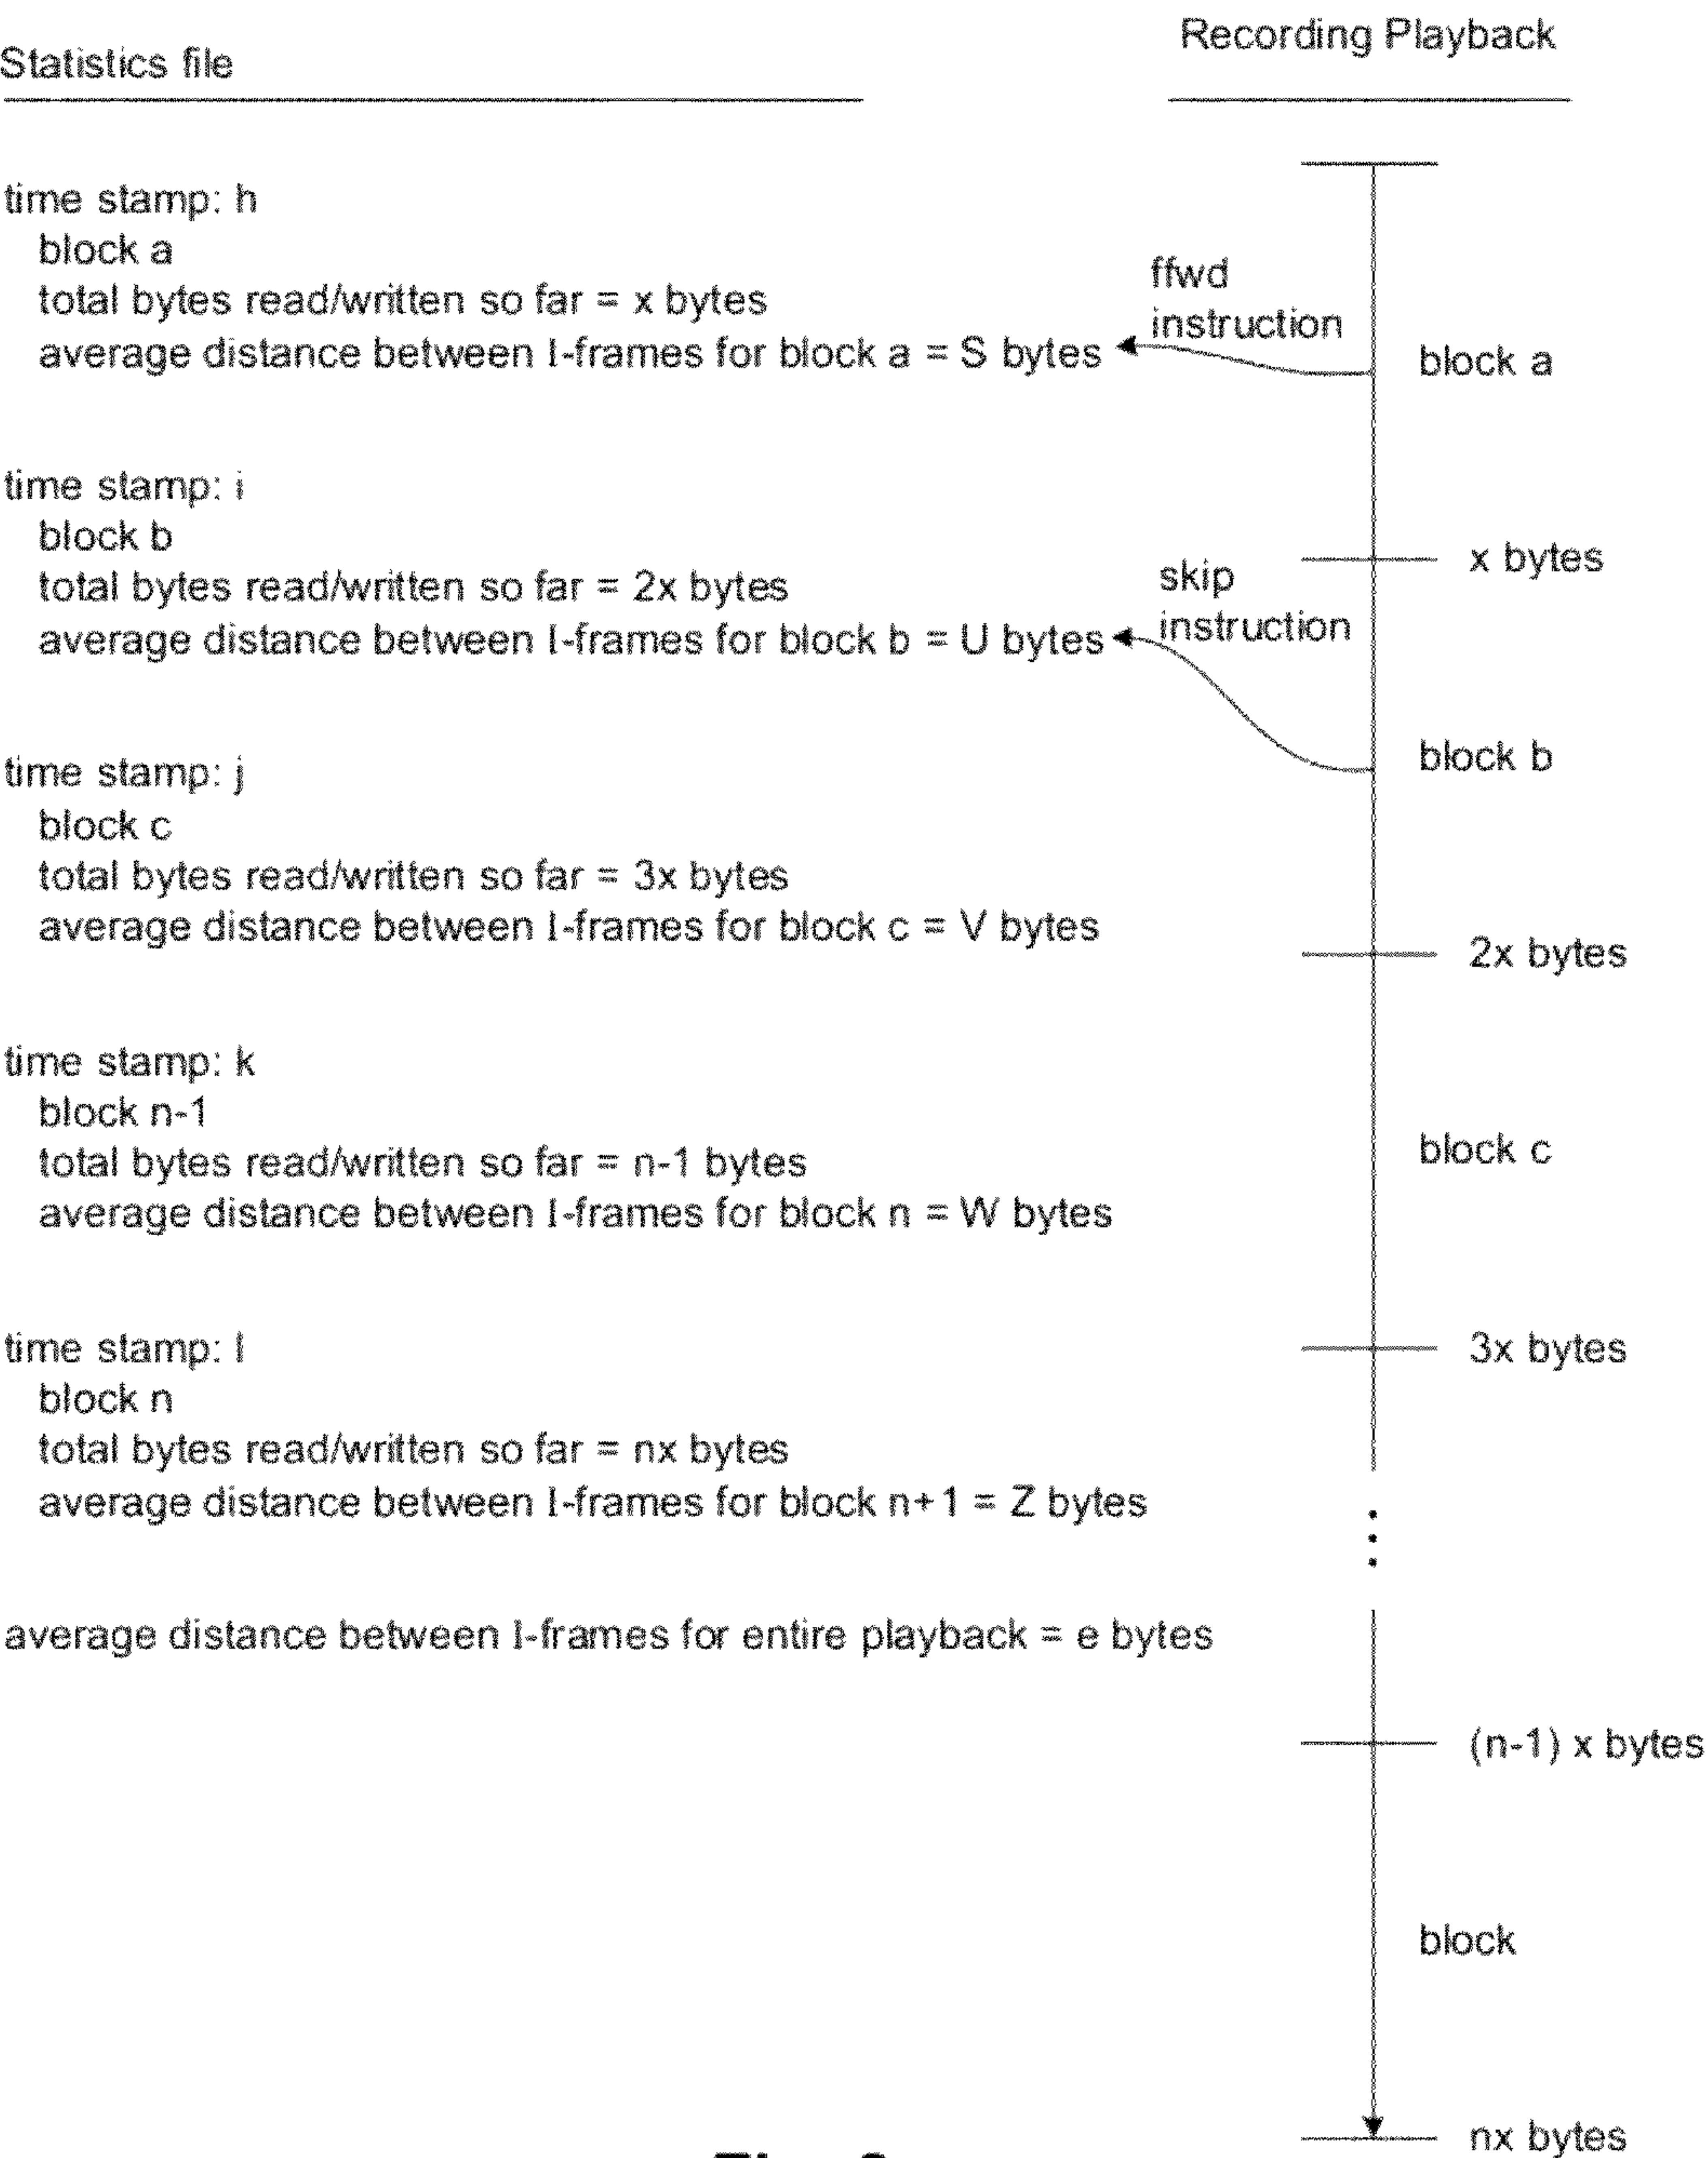 Statistics file
Recording Playback
time stamp: h
block a
total bytes read/written so far = x bytes
average distance between I-frames for block a = S bytes
ffwd
instruction
block a
time stamp: i
block b
total bytes read/written so far = 2x bytes
average distance between I-frames for block b = U bytes
x bytes
skip
instruction
block b
time stamp: j
block c
total bytes read/written so far = 3x bytes
average distance between I-frames for block c = V bytes
2x bytes
time stamp: k
block n-1
total bytes read/written so far = n-1 bytes
average distance between I-frames for block n = W bytes
block c
time stamp: l
block n
total bytes read/written so far = nx bytes
average distance between I-frames for block n+1 = Z bytes
3x bytes
average distance between I-frames for entire playback = e bytes
(n-1) x bytes
block
nx bytes